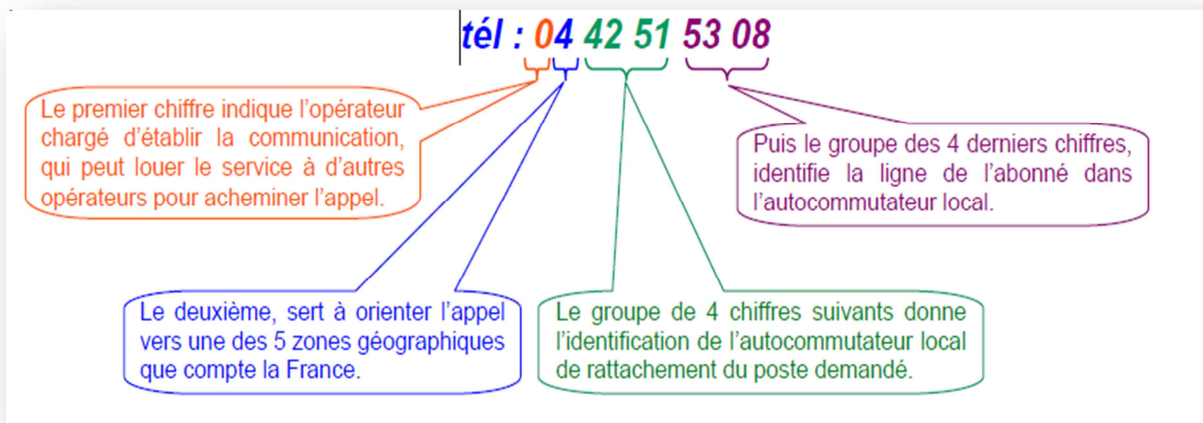 tél : 04 42 51 53 08
Le premier chiffre indique l'opérateur
chargé d'établir la communication,
qui peut louer le service à d'autres
opérateurs pour acheminer l'appel.
Puis le groupe des 4 derniers chiffres,
identifie la ligne de l'abonné dans
l'autocommutateur local.
Le deuxième, sert à orienter l'appel
vers une des 5 zones géographiques
que compte la France.
Le groupe de 4 chiffres suivants donne
l'identification de l'autocommutateur local
de rattachement du poste demandé.